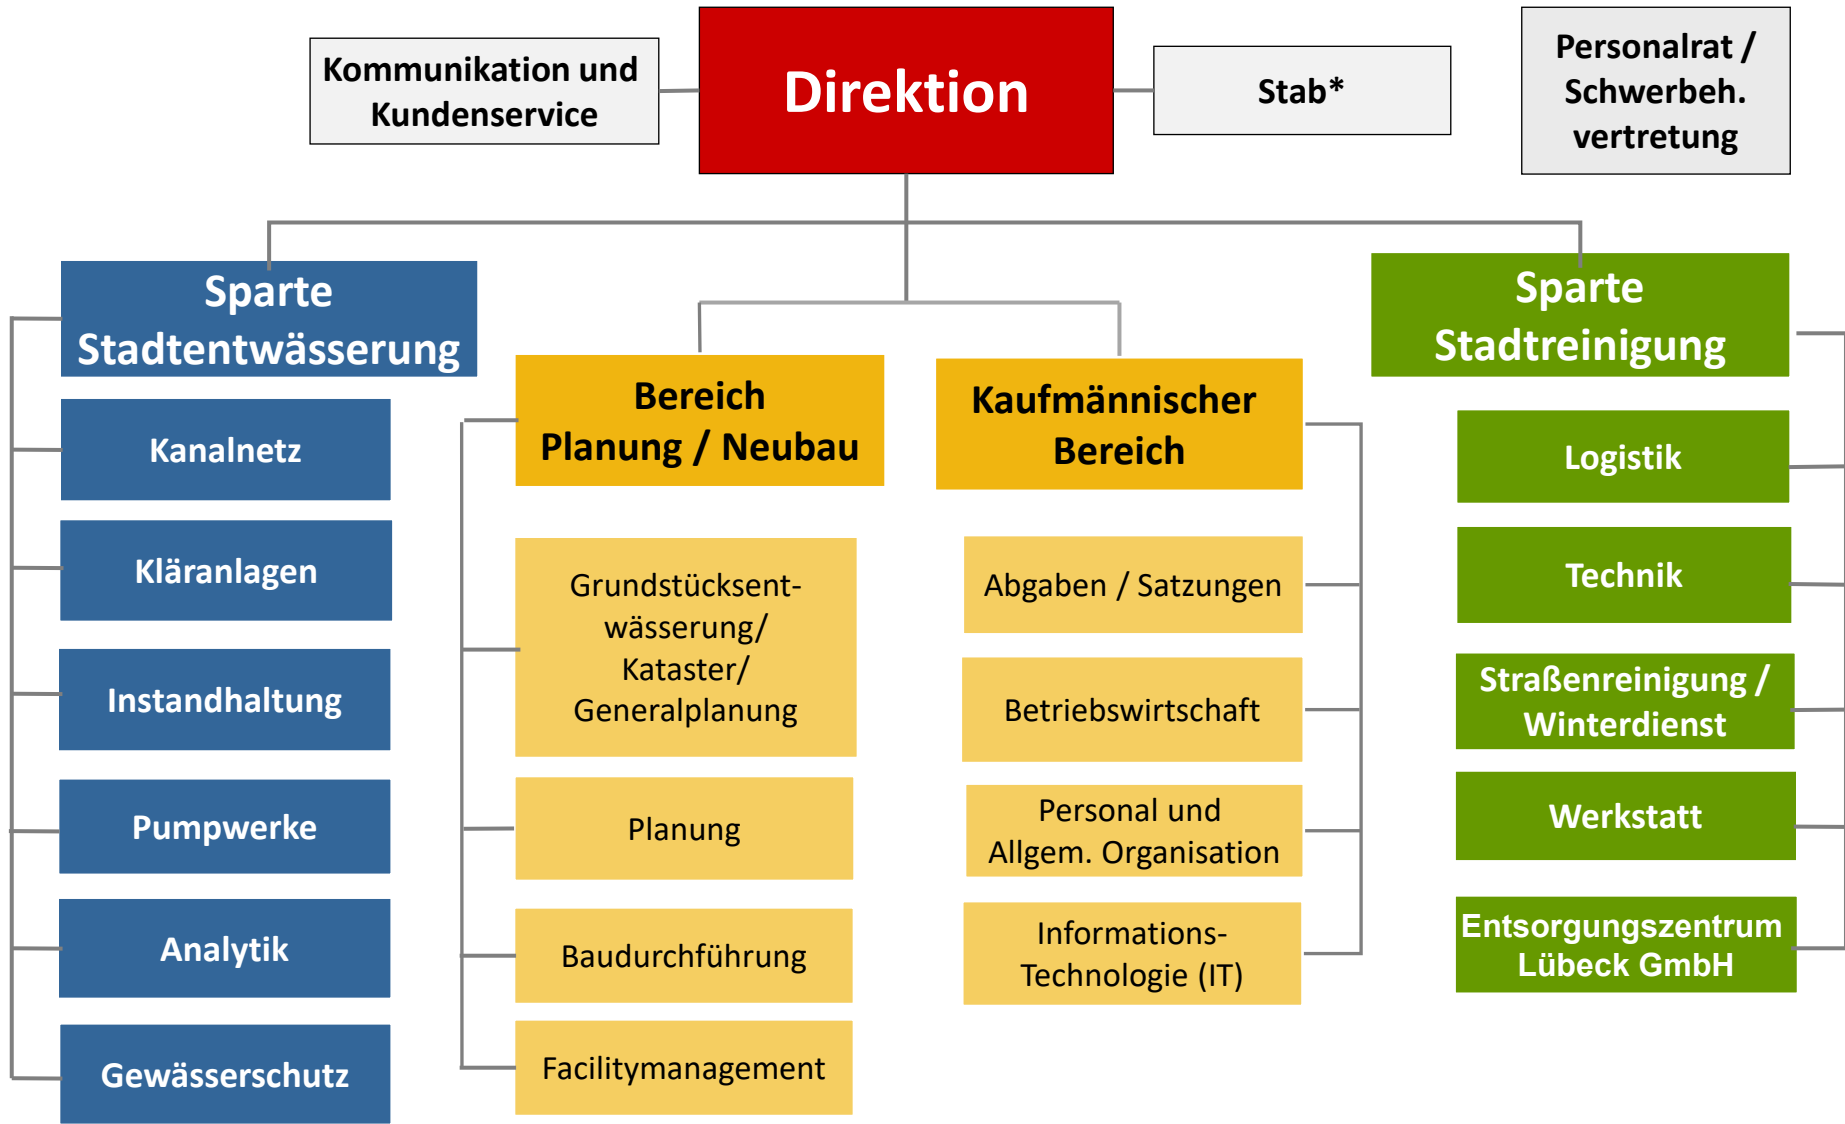 Kommunikation und
Kundenservice
Direktion
Stab*
Personalrat /
Schwerbeh.
vertretung
Sparte
Stadtentwässerung
Kanalnetz
Kläranlagen
Instandhaltung
Pumpwerke
Analytik
Gewässerschutz
Bereich
Planung / Neubau
Grundstücksent-
wässerung/
Kataster/
Generalplanung
Planung
Baudurchführung
Facilitymanagement
Kaufmännischer
Bereich
Abgaben / Satzungen
Betriebswirtschaft
Personal und
Allgem. Organisation
Informations-
Technologie (IT)
Sparte
Stadtreinigung
Logistik
Technik
Straßenreinigung /
Winterdienst
Werkstatt
Entsorgungszentrum
Lübeck GmbH